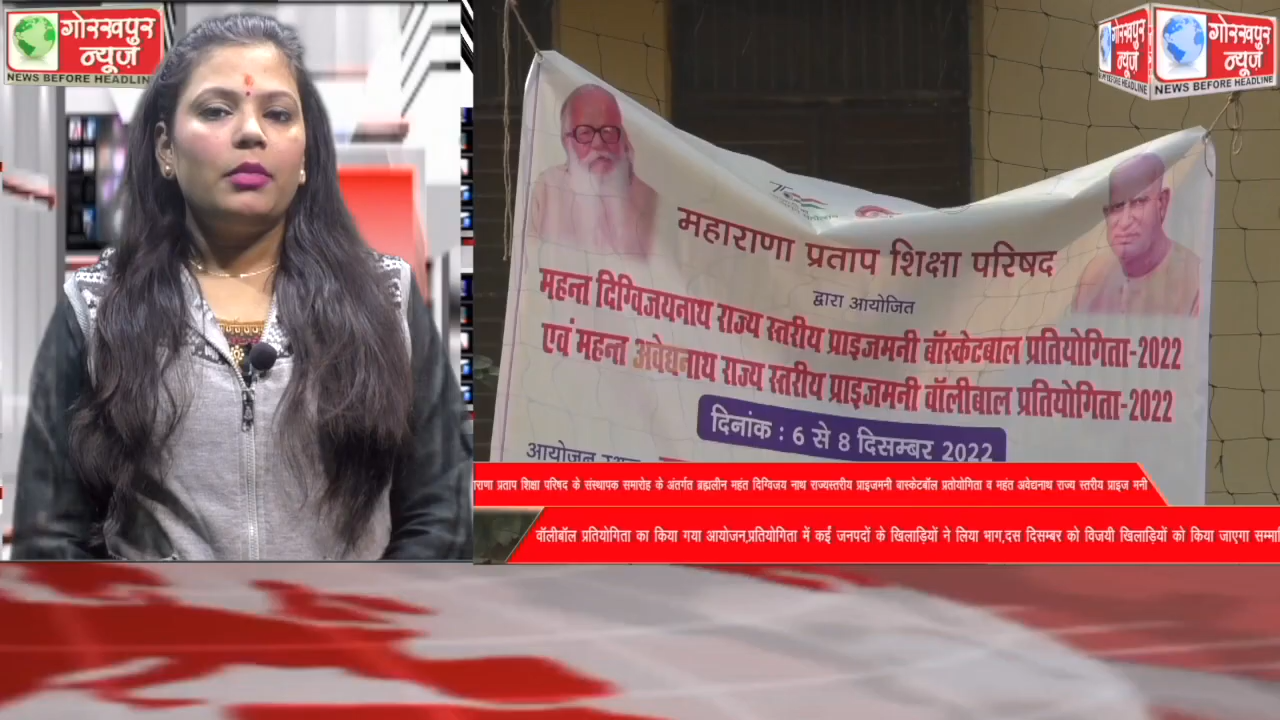 गोरखपुर
न्यूज़
NEWS BEFORE HEADLINE
गोरखपुर
न्यूज़
गोरखपुर
न्यूज़
NEWS BEFORE HEADLINE
महाराणा प्रताप शिक्षा परिषद
द्वारा आयोजित
महन्त दिग्विजयनाथ राज्य स्तरीय प्राइजमनी बॉस्केटबाल प्रतियोगिता-2022
एवं महन्त अवेद्यनाथ राज्य स्तरीय प्राइजमनी वॉलीबाल प्रतियोगिता-2022
दिनांक : 6 से 8 दिसम्बर 2022
आयोजन
प्रताप शिक्षा परिषद के संस्थापक समारोह के अंतर्गत ब्रह्मलीन महंत दिग्विजय नाथ राज्यस्तरीय प्राइजमनी बास्केटबॉल प्रतोयोगिता व महंत अवेद्यनाथ राज्य स्तरीय प्राइज मनी
वॉलीबॉल प्रतियोगिता का किया गया आयोजन,प्रतियोगिता में कईं जनपदों के खिलाड़ियों ने लिया भाग,दस दिसम्बर को विजयी खिलाड़ियों को किया जाएगा